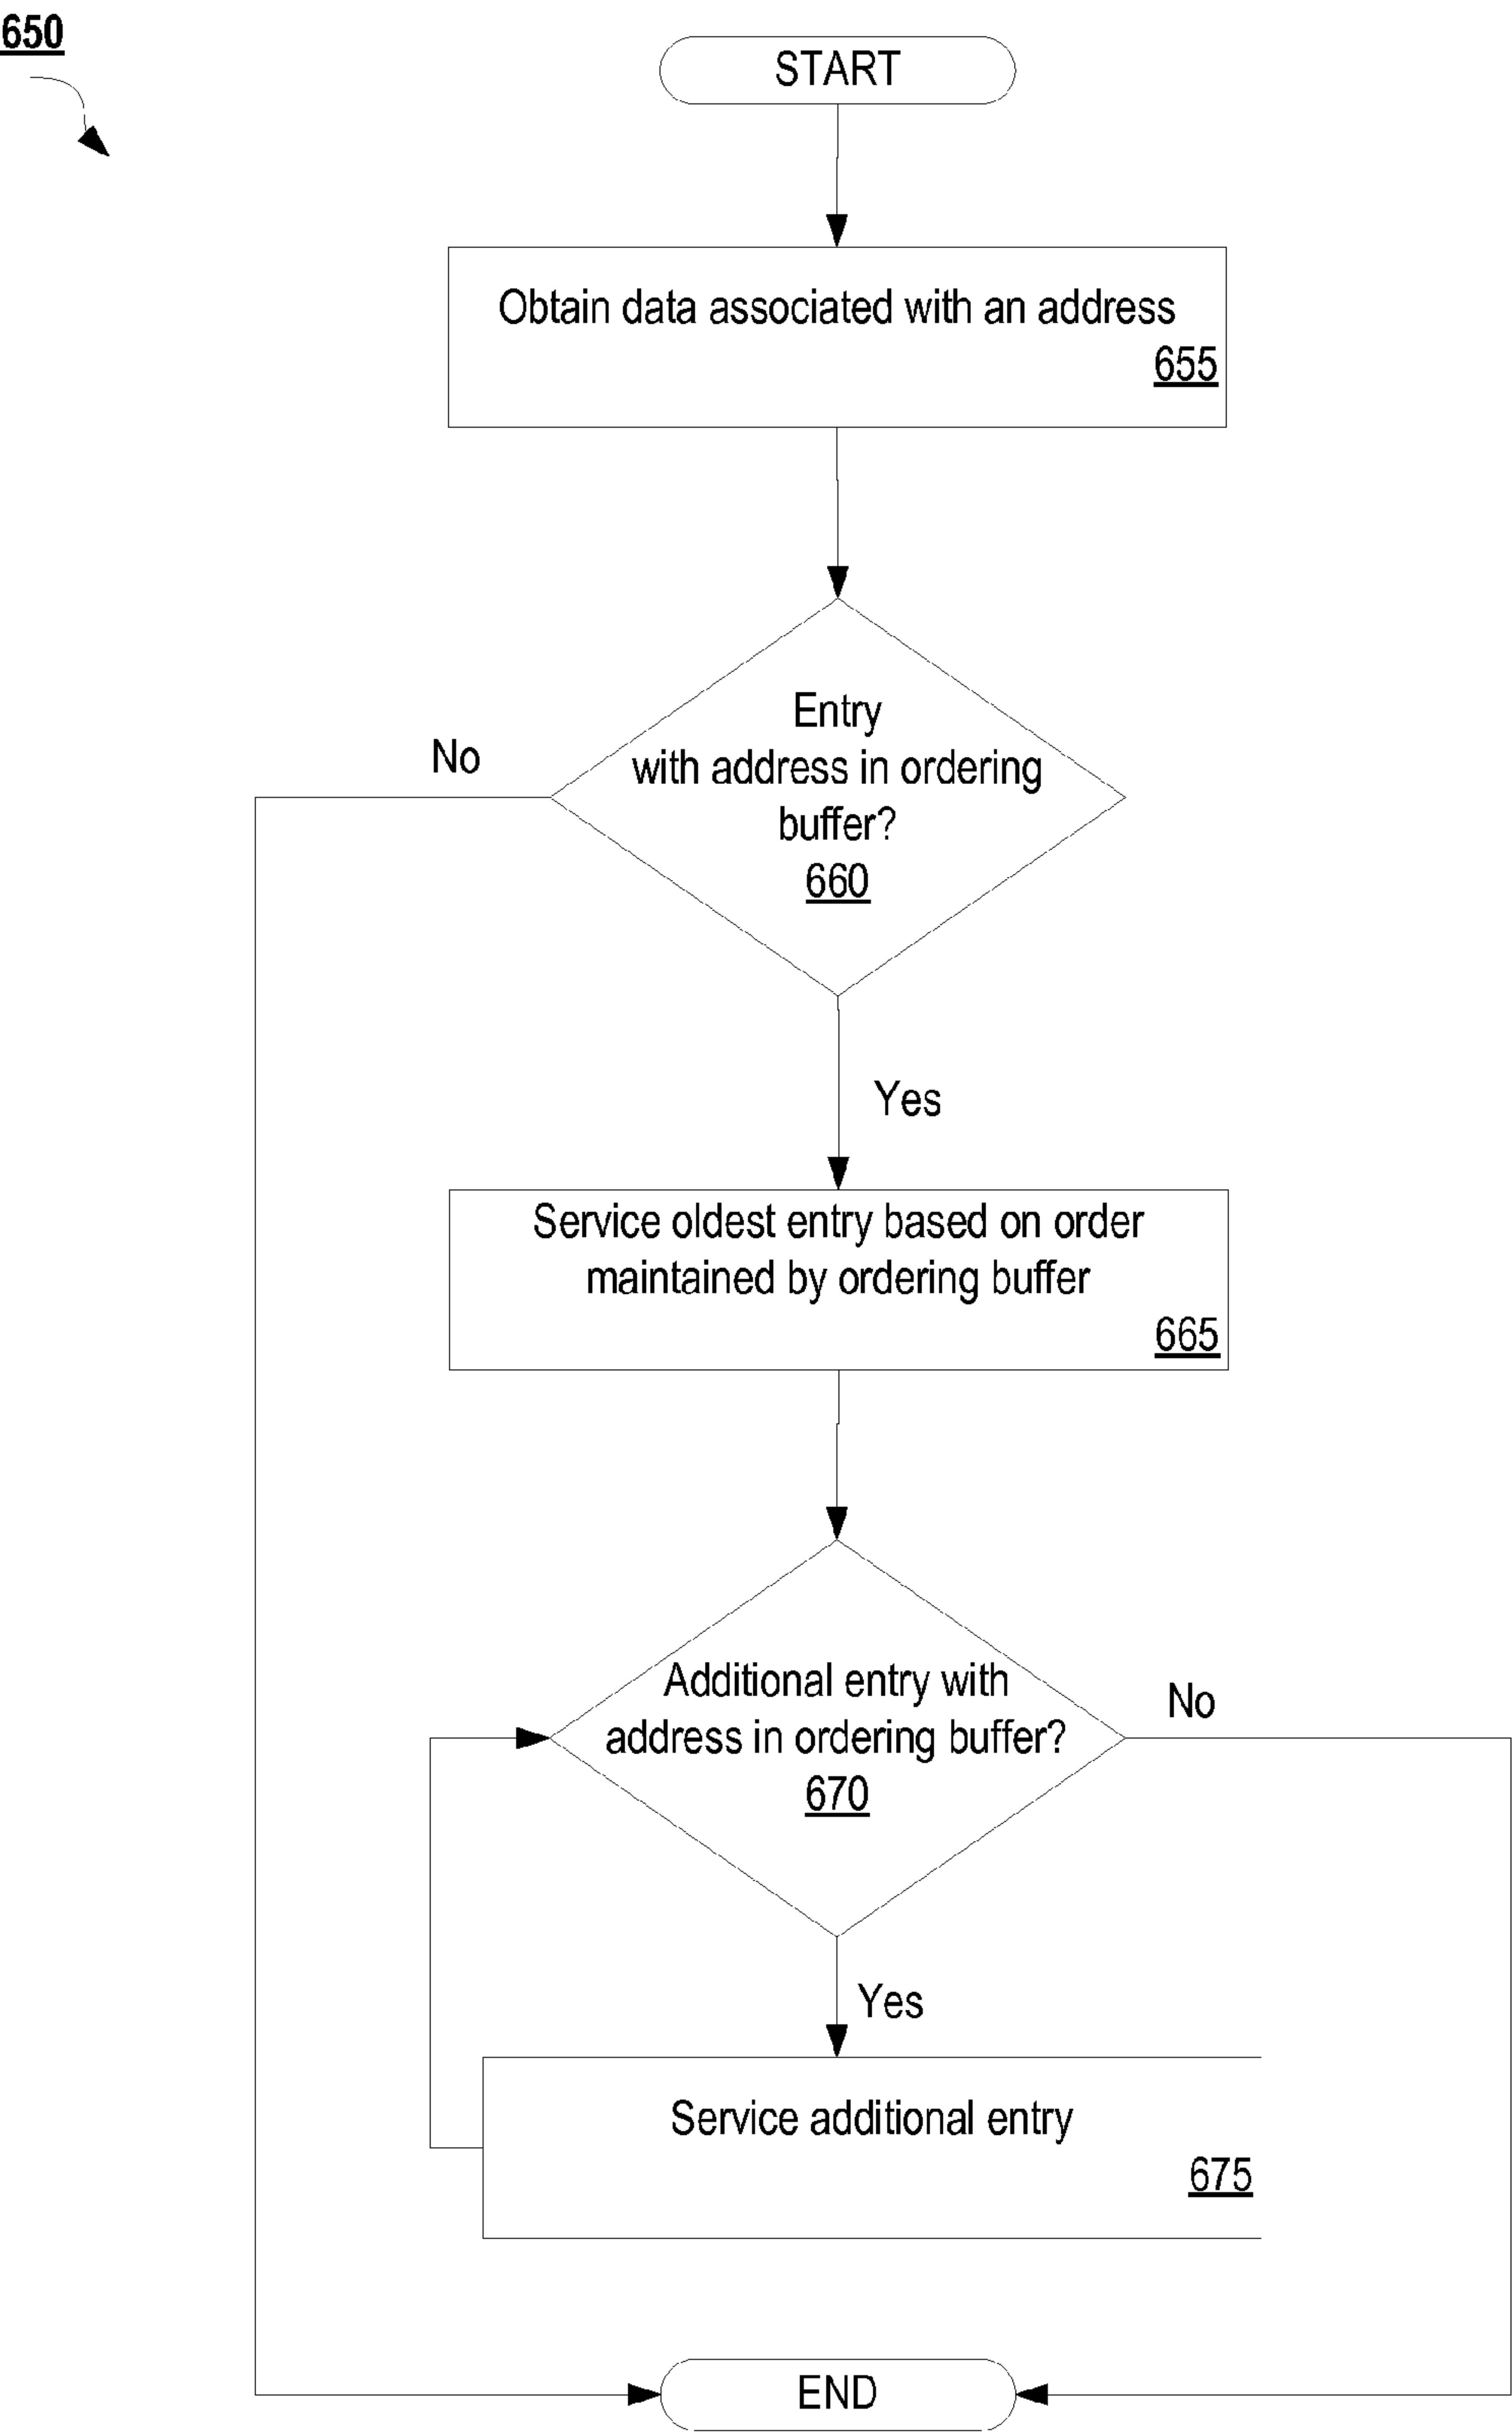 650
START
Obtain data associated with an address
655
Entry
with address in ordering
buffer?
660
No
Yes
Service oldest entry based on order
maintained by ordering buffer
665
Additional entry with
address in ordering buffer?
670
No
Yes
Service additional entry
675
END